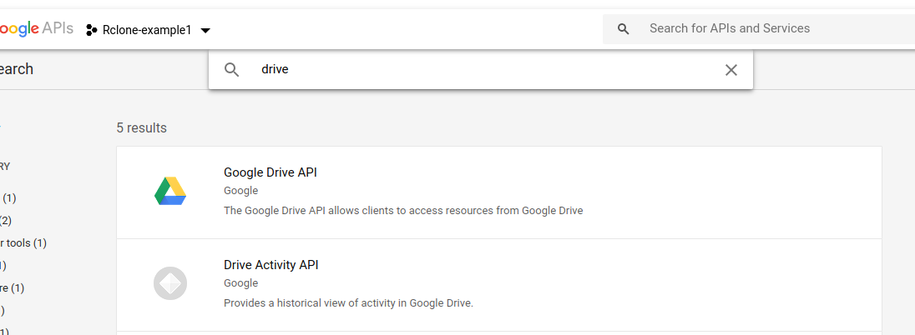 oogle APIs Rclone-example1 Search for APIs and Services
earch drive
5 results
RY
Google Drive API
Google
(1)
The Google Drive API allows clients to access resources from Google Drive
(2)
r tools (1)
Drive Activity API
1)
Google
re (1)
Provides a historical view of activity in Google Drive.
)
1)